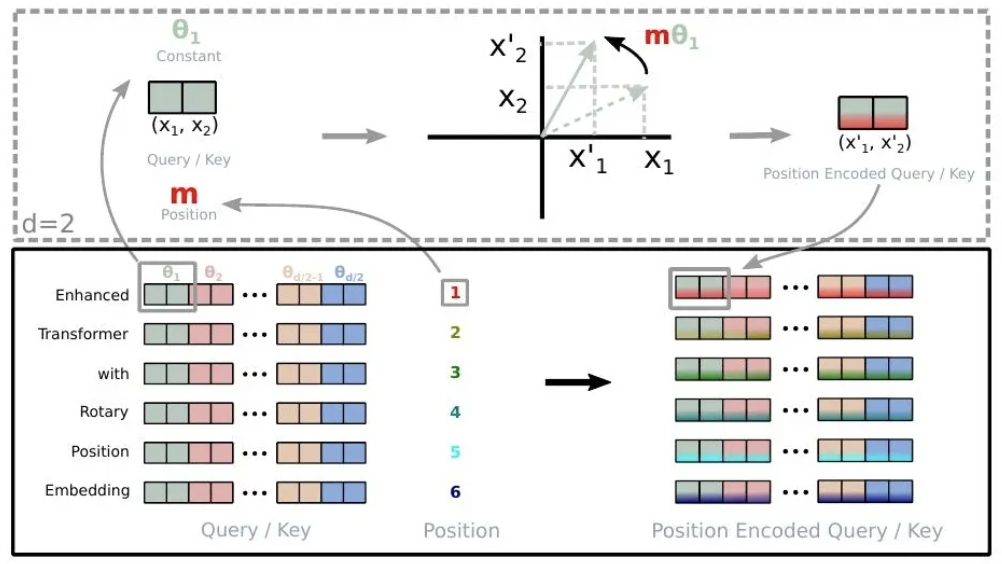 θ₁
Constant
(x₁, x₂)
Query / Key
m
Position
d=2
x'₂
x₂
x'₁
x₁
mθ₁
(x'₁, x'₂)
Position Encoded Query / Key
θ₁ θ₂ θd/2-1 θd/2
Enhanced ••• 1 •••
Transformer ••• 2 •••
with ••• 3 •••
Rotary ••• 4 •••
Position ••• 5 •••
Embedding ••• 6 •••
Query / Key Position Position Encoded Query / Key